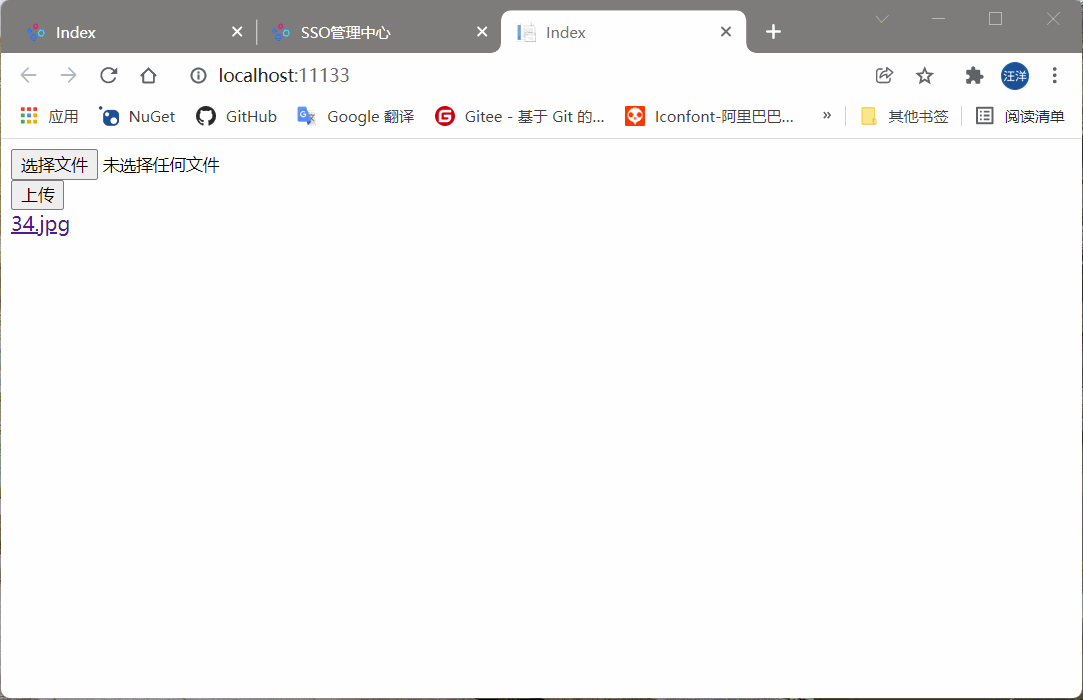 Index SSO管理中心 Index
localhost:11133 汪洋
应用 NuGet GitHub Google 翻译 Gitee - 基于 Git 的... Iconfont-阿里巴巴... » 其他书签 阅读清单
选择文件 未选择任何文件
上传
34.jpg